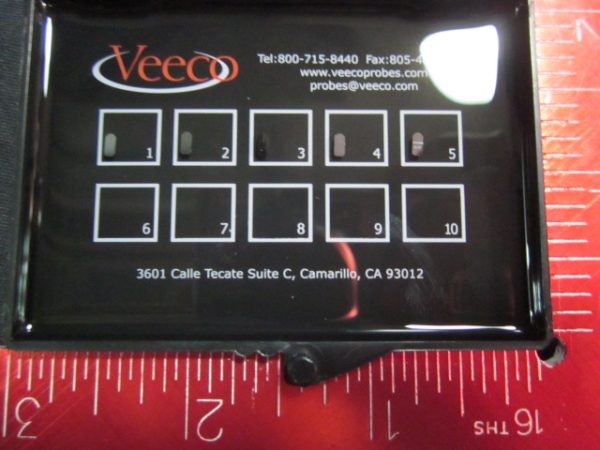 Veeco
Tel:800-715-8440 Fax:805-4
www.veecoprobes.com
probes@veeco.com
1 2 3 4 5
6 7 8 9 10
3601 Calle Tecate Suite C, Camarillo, CA 93012
3 2 1 16 THS